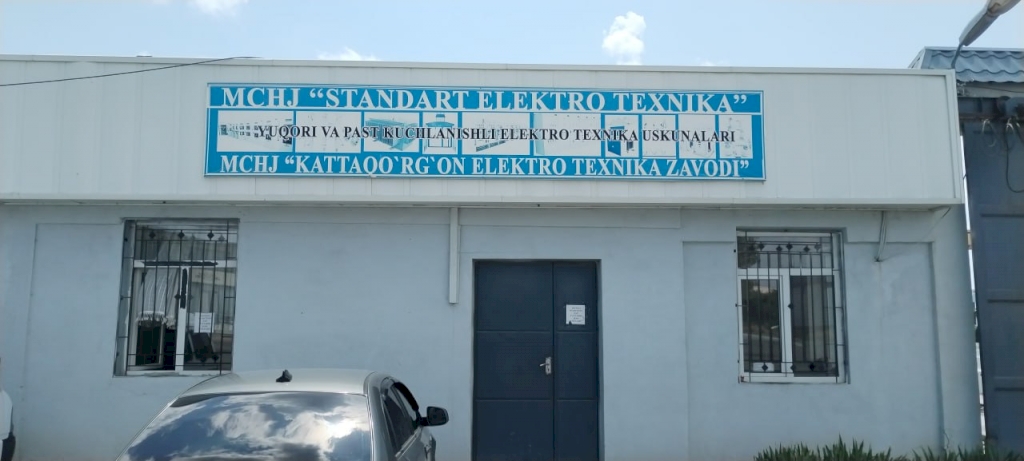 MCHJ “STANDART ELEKTRO TEXNIKA”
YUQORI VA PAST KUCHLANISHLI ELEKTRO TEXNIKA USKUNALARI
MCHJ “KATTAQO`RG`ON ELEKTRO TEXNIKA ZAVODI”